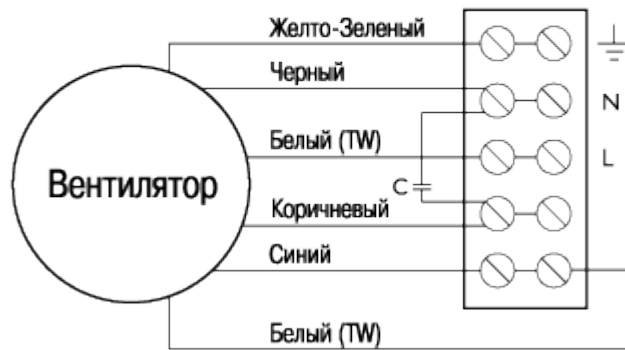 Желто-Зеленый
Черный
N
Белый (TW)
L
C
Вентилятор
Коричневый
Синий
Белый (TW)